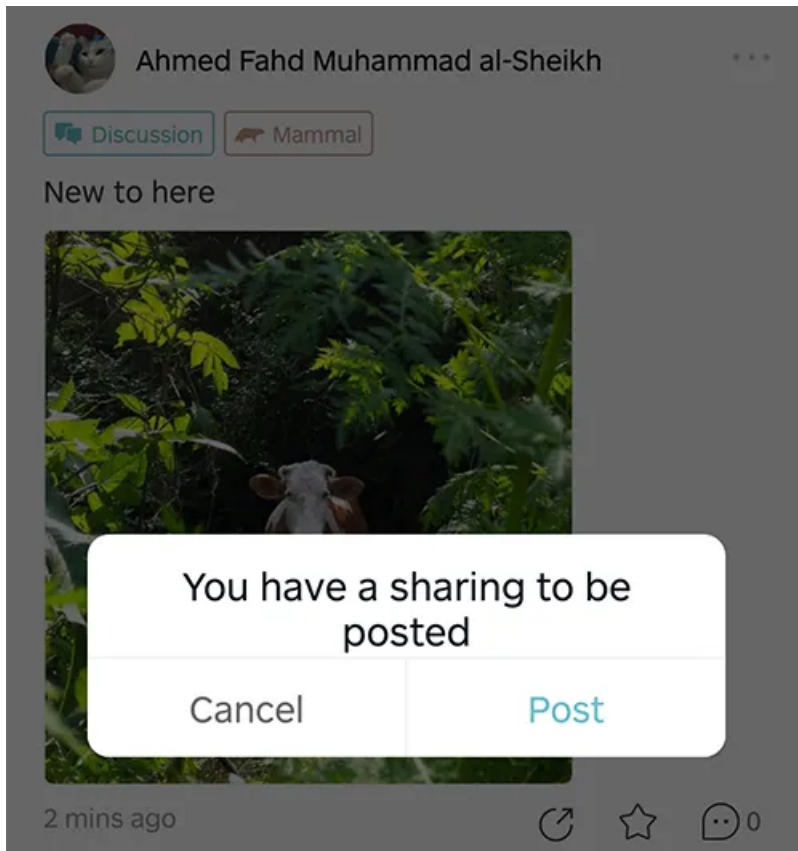 Ahmed Fahd Muhammad al-Sheikh
Discussion
Mammal
New to here
You have a sharing to be
posted
Cancel
Post
2 mins ago
0